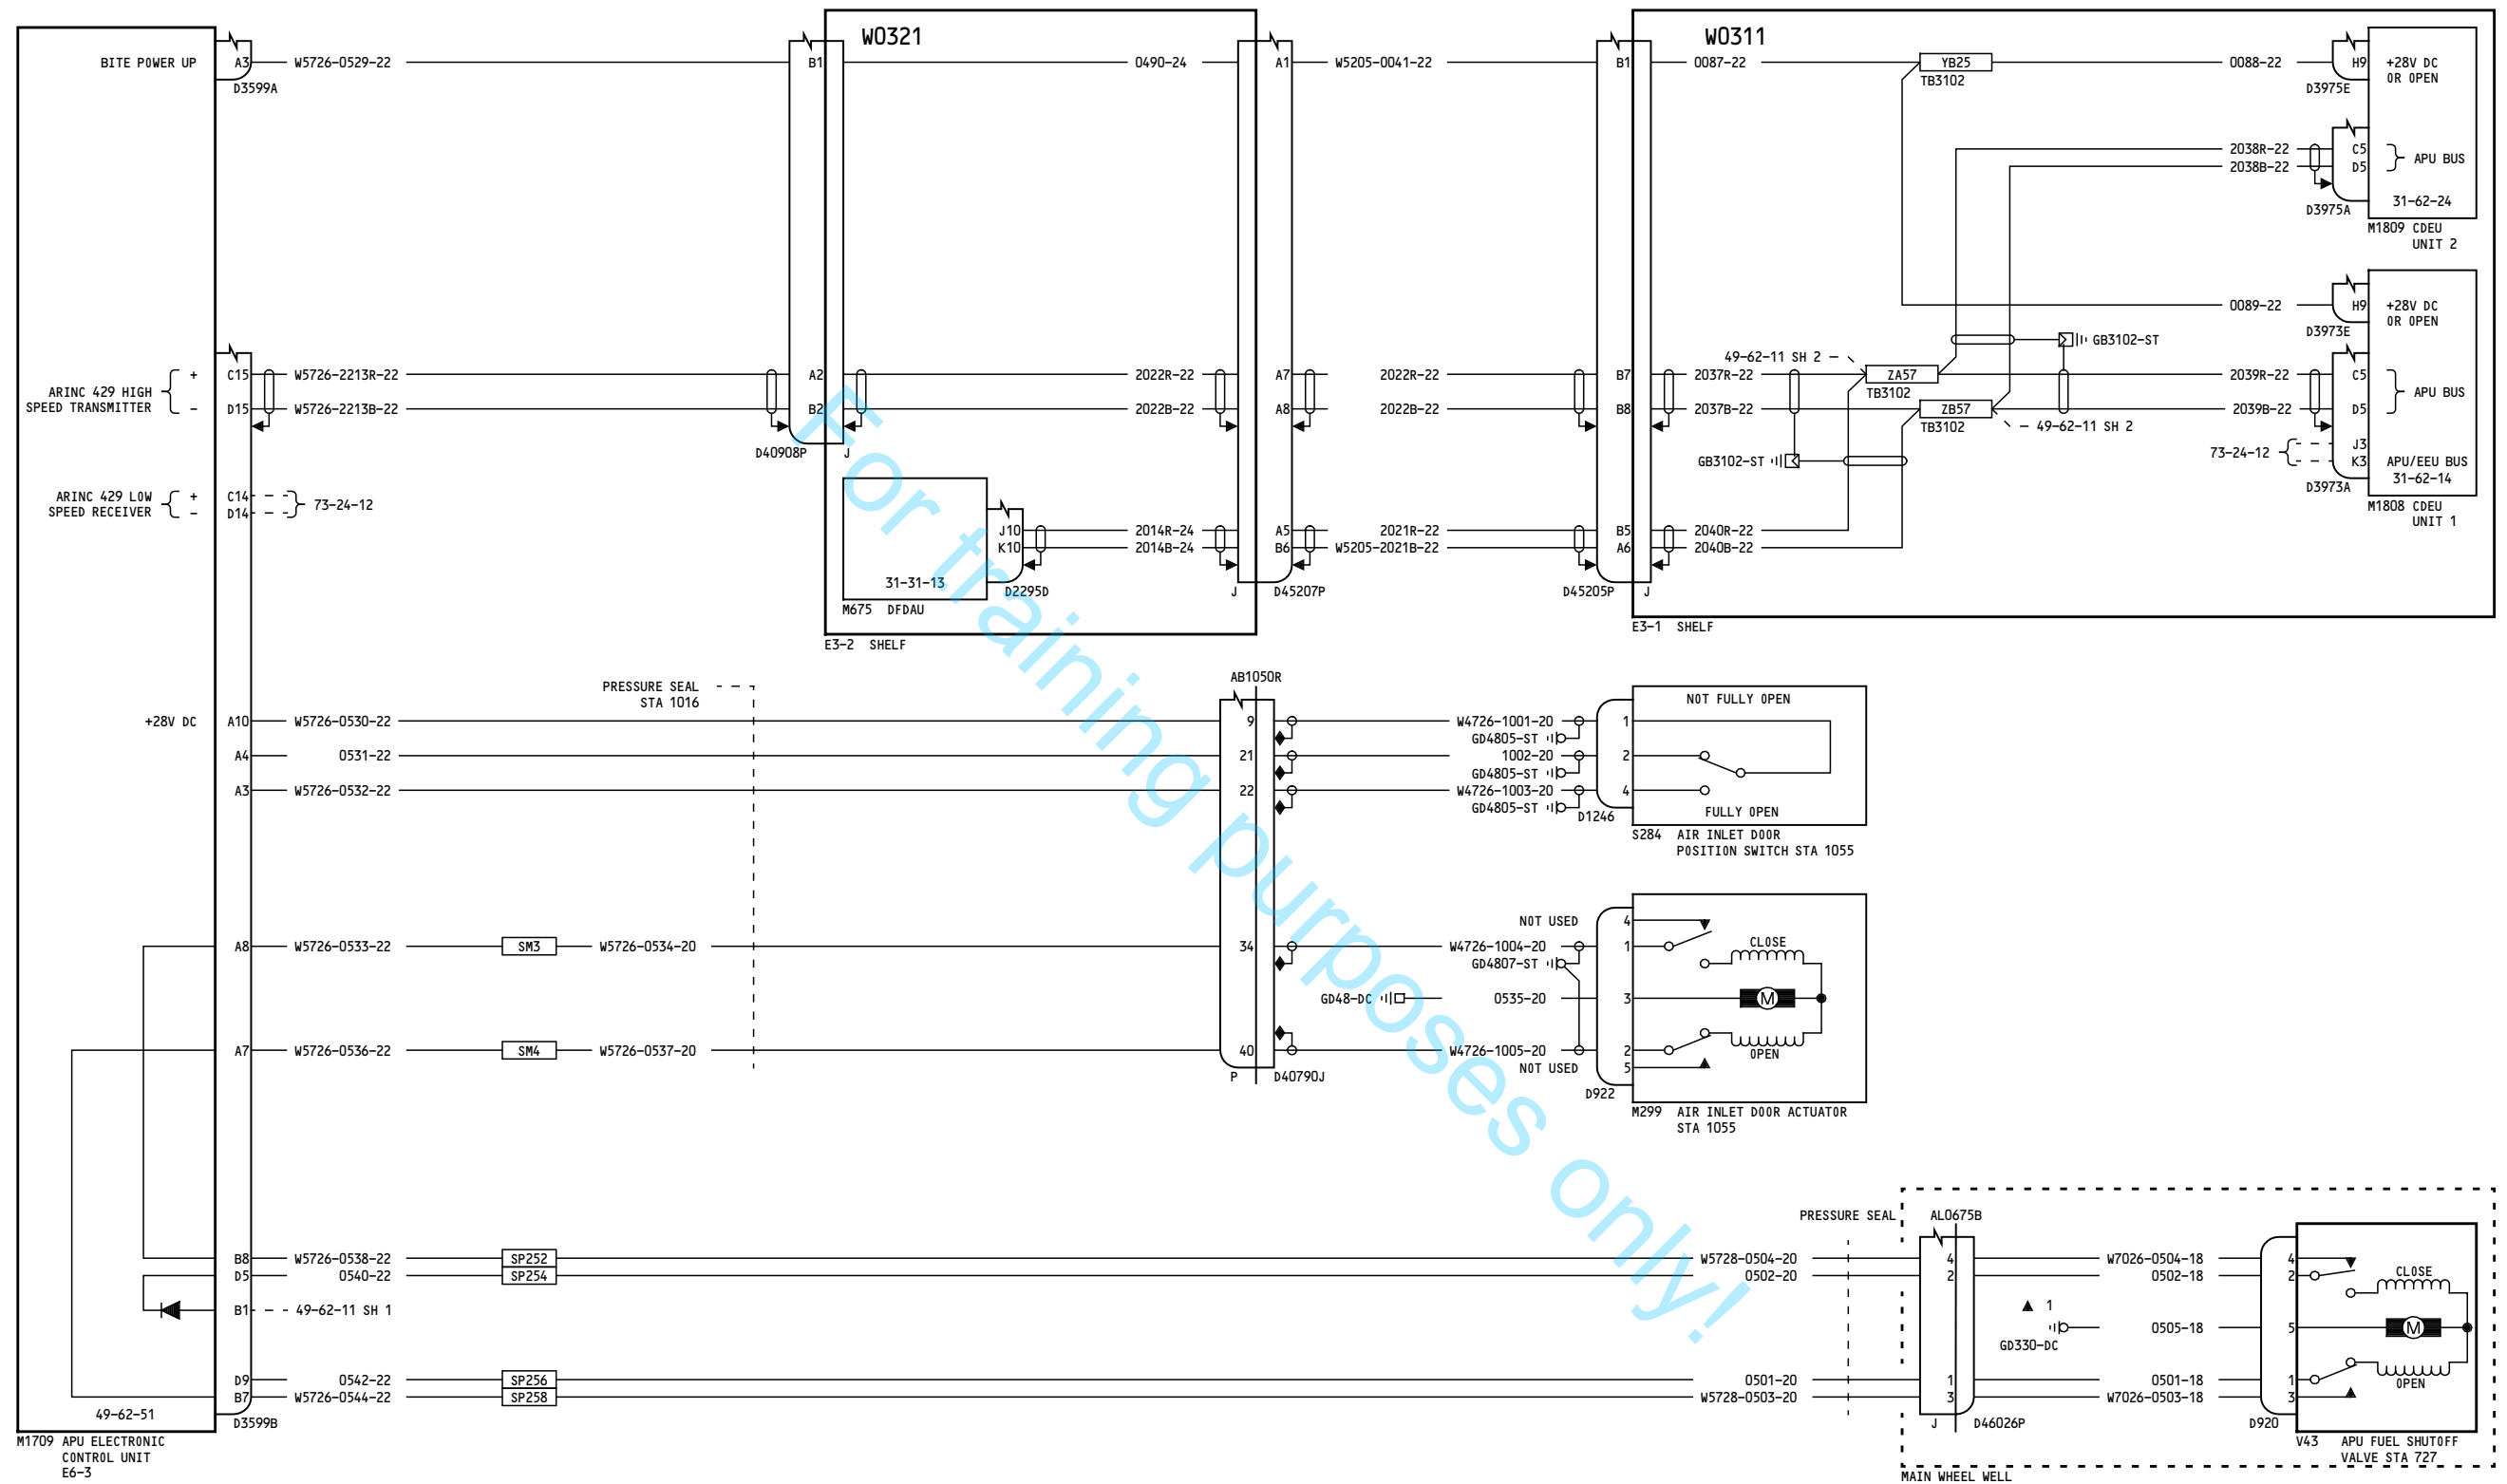 W0321
W0311
BITE POWER UP
A3
W5726-0529-22
B1
0490-24
A1
W5205-0041-22
B1
0087-22
YB25
TB3102
0088-22
H9
+28V DC
OR OPEN
D3599A
D3975E
2038R-22
C5
2038B-22
D5
APU BUS
31-62-24
D3975A
M1809 CDEU
UNIT 2
0089-22
H9
+28V DC
OR OPEN
D3973E
GB3102-ST
49-62-11 SH 2
ARINC 429 HIGH
SPEED TRANSMITTER
+
C15
W5726-2213R-22
A2
2022R-22
A7
2022R-22
B7
2037R-22
ZA57
TB3102
2039R-22
C5
-
D15
W5726-2213B-22
B2
2022B-22
A8
2022B-22
B8
2037B-22
ZB57
TB3102
2039B-22
D5
APU BUS
49-62-11 SH 2
D40908P
J
GB3102-ST
73-24-12
J3
K3
APU/EEU BUS
31-62-14
D3973A
M1808 CDEU
UNIT 1
ARINC 429 LOW
SPEED RECEIVER
+
C14
-
D14
73-24-12
J10
2014R-24
A5
2021R-22
B5
2040R-22
K10
2014B-24
B6
W5205-2021B-22
A6
2040B-22
31-31-13
D2295D
M675 DFDAU
J
D45207P
D45205P
J
E3-2 SHELF
E3-1 SHELF
PRESSURE SEAL
STA 1016
AB1050R
+28V DC
A10
W5726-0530-22
9
W4726-1001-20
1
NOT FULLY OPEN
GD4805-ST
A4
0531-22
21
1002-20
2
GD4805-ST
A3
W5726-0532-22
22
W4726-1003-20
4
GD4805-ST
FULLY OPEN
D1246
S284 AIR INLET DOOR
POSITION SWITCH STA 1055
NOT USED
4
A8
W5726-0533-22
SM3
W5726-0534-20
34
W4726-1004-20
1
CLOSE
GD4807-ST
GD48-DC
0535-20
3
M
A7
W5726-0536-22
SM4
W5726-0537-20
40
W4726-1005-20
2
OPEN
NOT USED
5
P
D40790J
D922
M299 AIR INLET DOOR ACTUATOR
STA 1055
PRESSURE SEAL
AL0675B
B8
W5726-0538-22
SP252
W5728-0504-20
4
W7026-0504-18
4
D5
0540-22
SP254
0502-20
2
0502-18
2
CLOSE
B1
49-62-11 SH 1
1
GD330-DC
0505-18
5
M
D9
0542-22
SP256
0501-20
1
0501-18
1
OPEN
B7
W5726-0544-22
SP258
W5728-0503-20
3
W7026-0503-18
3
49-62-51
D3599B
J
D46026P
D920
M1709 APU ELECTRONIC
CONTROL UNIT
E6-3
V43 APU FUEL SHUTOFF
VALVE STA 727
MAIN WHEEL WELL
For training purposes only!